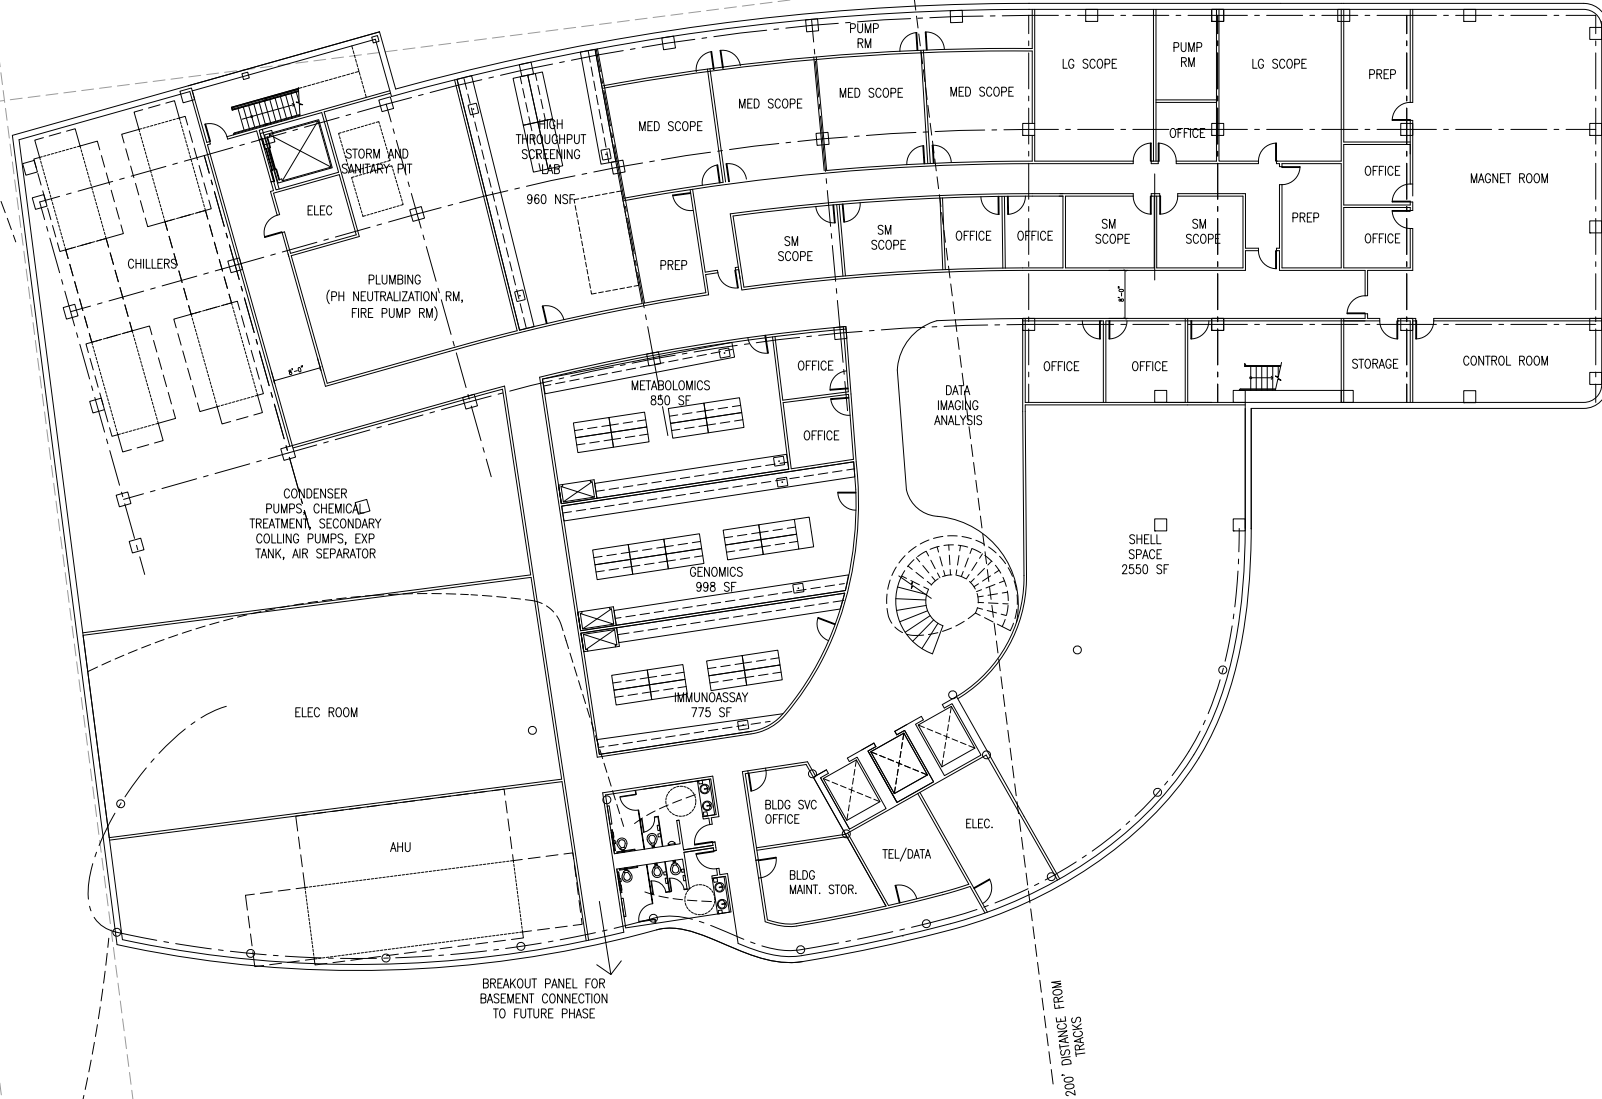 PUMP
RM
LG SCOPE
PUMP
RM
LG SCOPE
PREP
MED SCOPE
MED SCOPE
MED SCOPE
MED SCOPE
HIGH
THROUGHPUT
SCREENING
LAB
960 NSF
OFFICE
STORM AND
SANITARY PIT
OFFICE
MAGNET ROOM
ELEC
PREP
OFFICE
SM
SCOPE
SM
SCOPE
OFFICE
OFFICE
SM
SCOPE
SM
SCOPE
CHILLERS
PREP
PLUMBING
(PH NEUTRALIZATION RM,
FIRE PUMP RM)
8'-0"
8'-0"
OFFICE
OFFICE
OFFICE
STORAGE
CONTROL ROOM
METABOLOMICS
850 SF
DATA
IMAGING
ANALYSIS
OFFICE
CONDENSER
PUMPS, CHEMICAL
TREATMENT, SECONDARY
COLLING PUMPS, EXP
TANK, AIR SEPARATOR
SHELL
SPACE
2550 SF
GENOMICS
998 SF
IMMUNOASSAY
775 SF
ELEC ROOM
BLDG SVC
OFFICE
ELEC.
AHU
TEL/DATA
BLDG
MAINT. STOR.
BREAKOUT PANEL FOR
BASEMENT CONNECTION
TO FUTURE PHASE
200' DISTANCE FROM
TRACKS